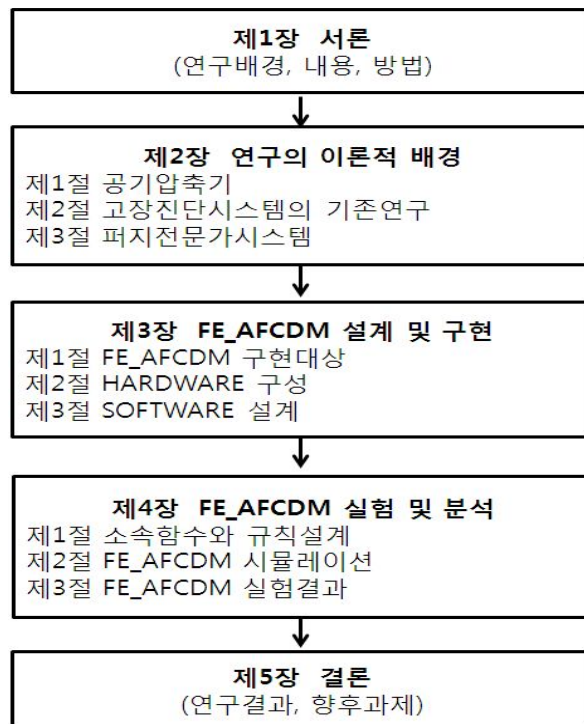 제1장 서론
(연구배경, 내용, 방법)
제2장 연구의 이론적 배경
제1절 공기압축기
제2절 고장진단시스템의 기존연구
제3절 퍼지전문가시스템
제3장 FE_AFCDM 설계 및 구현
제1절 FE_AFCDM 구현대상
제2절 HARDWARE 구성
제3절 SOFTWARE 설계
제4장 FE_AFCDM 실험 및 분석
제1절 소속함수와 규칙설계
제2절 FE_AFCDM 시뮬레이션
제3절 FE_AFCDM 실험결과
제5장 결론
(연구결과, 향후과제)